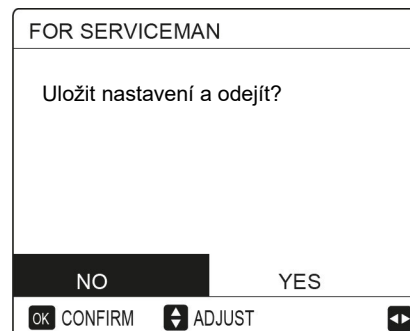 FOR SERVICEMAN
Uložit nastavení a odejít?
NO YES
OK CONFIRM ADJUST